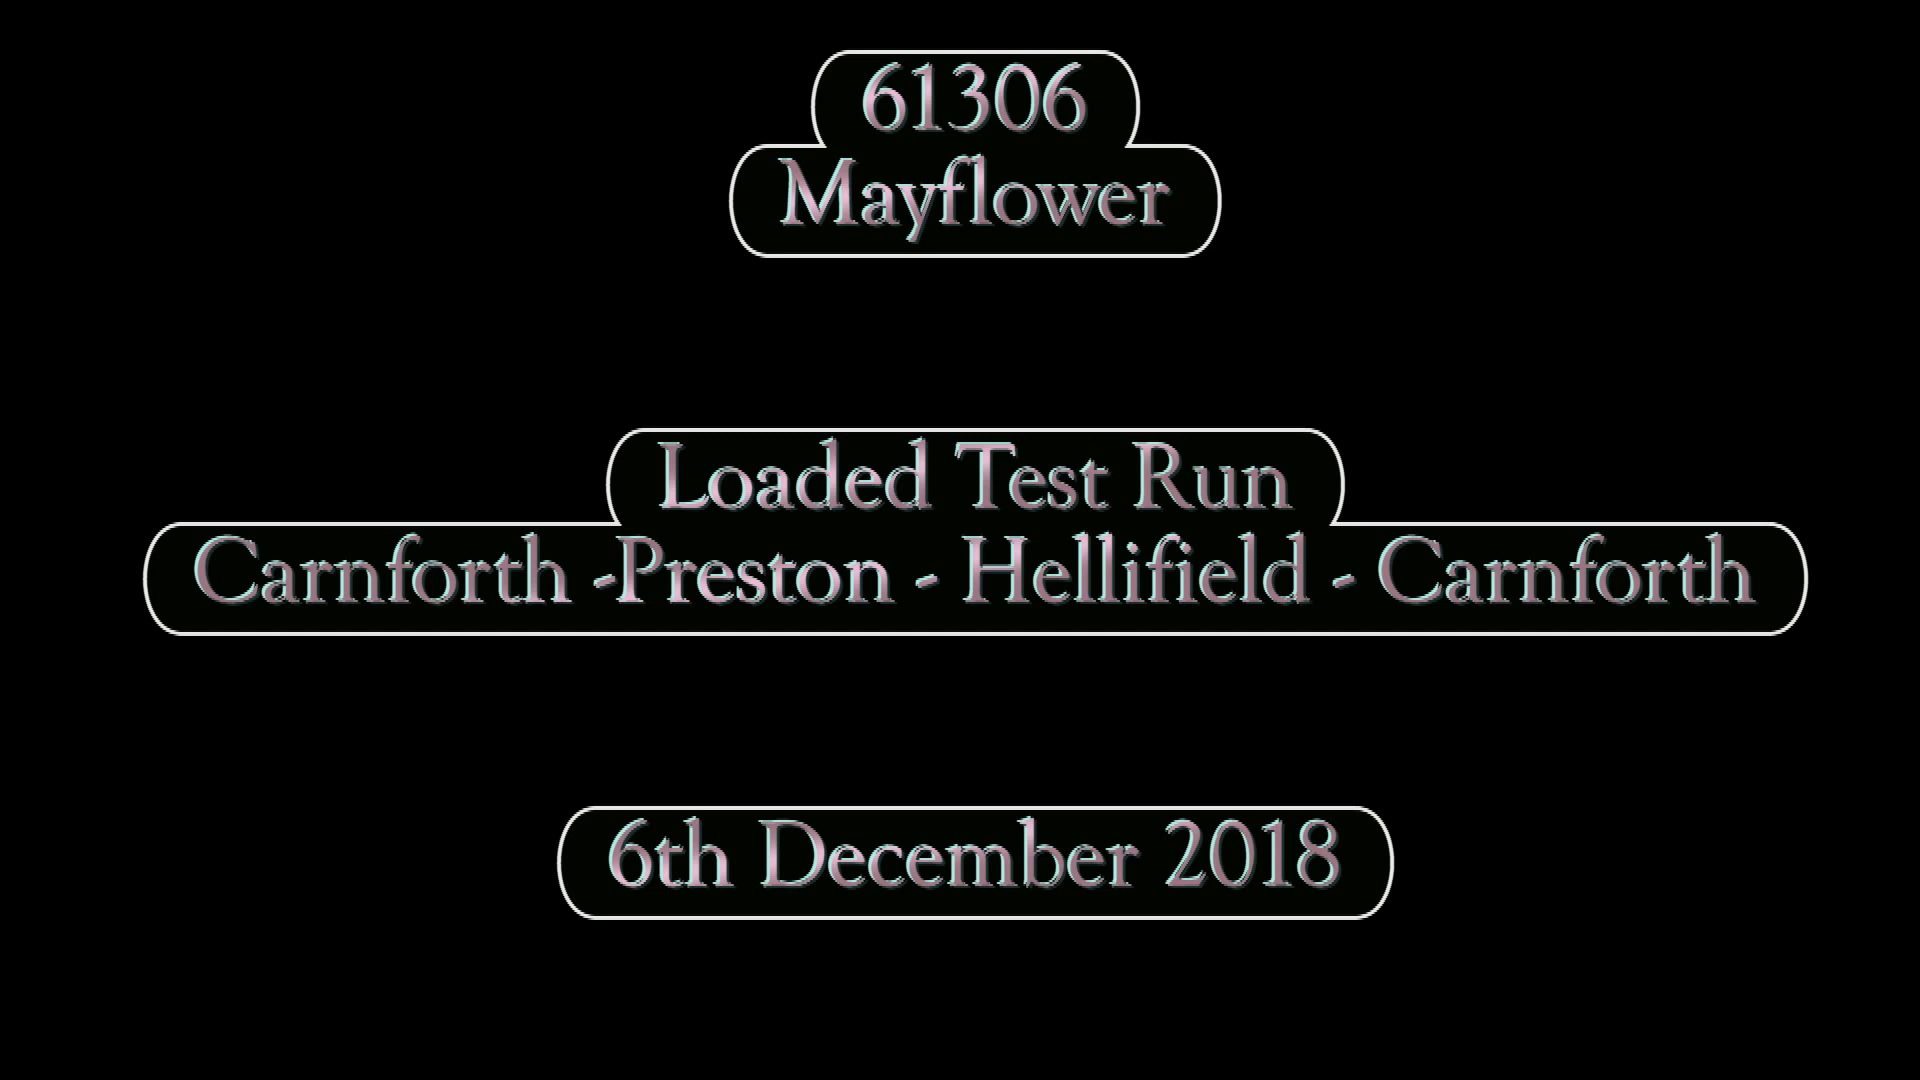 61306
Mayflower
Loaded Test Run
Carnforth -Preston - Hellifield - Carnforth
6th December 2018